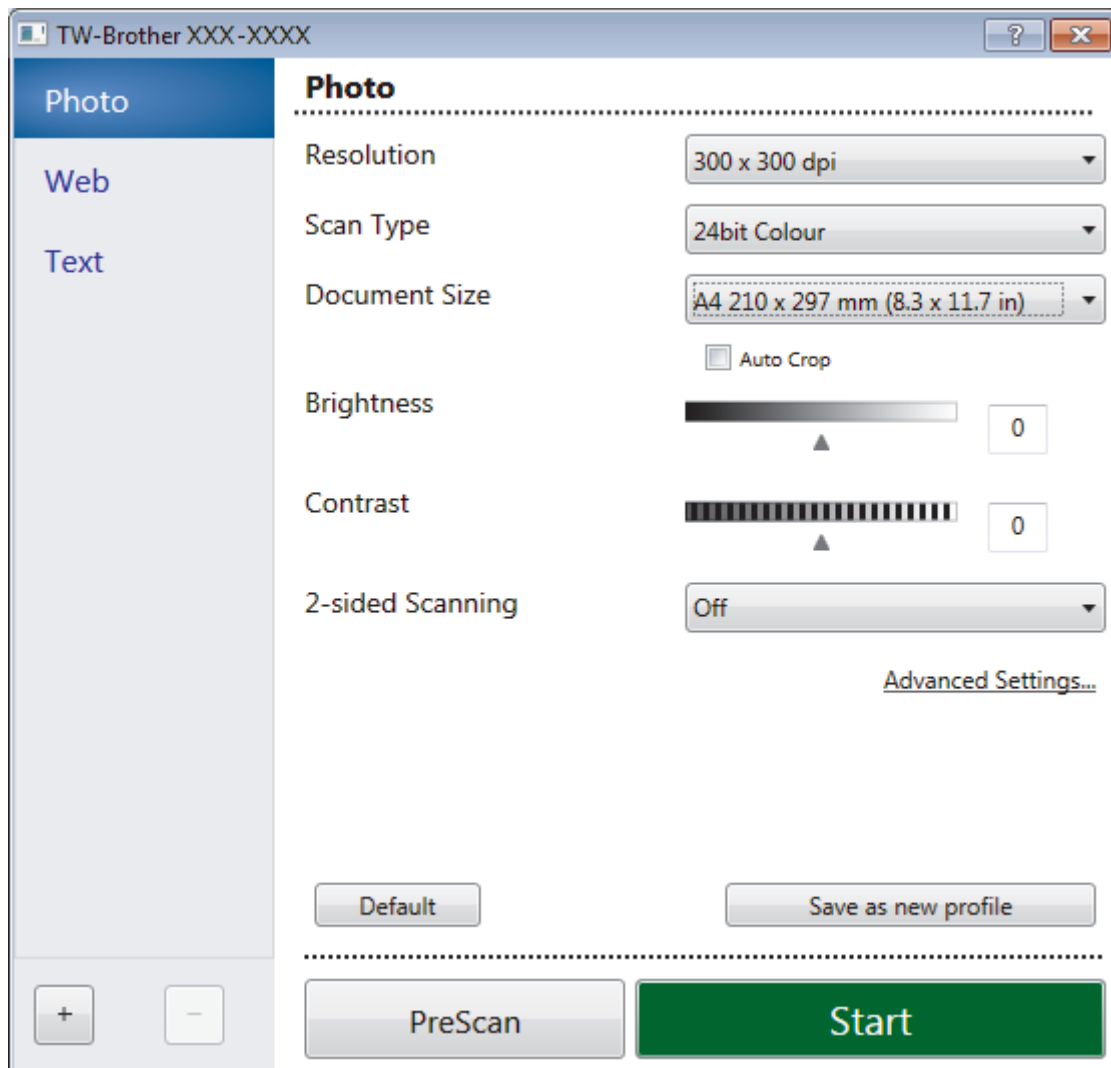 TW-Brother XXX-XXXX
?
Photo
Web
Text
Photo
Resolution
300 x 300 dpi
Scan Type
24bit Colour
Document Size
A4 210 x 297 mm (8.3 x 11.7 in)
Auto Crop
Brightness
0
Contrast
0
2-sided Scanning
Off
Advanced Settings...
Default
Save as new profile
+
−
PreScan
Start